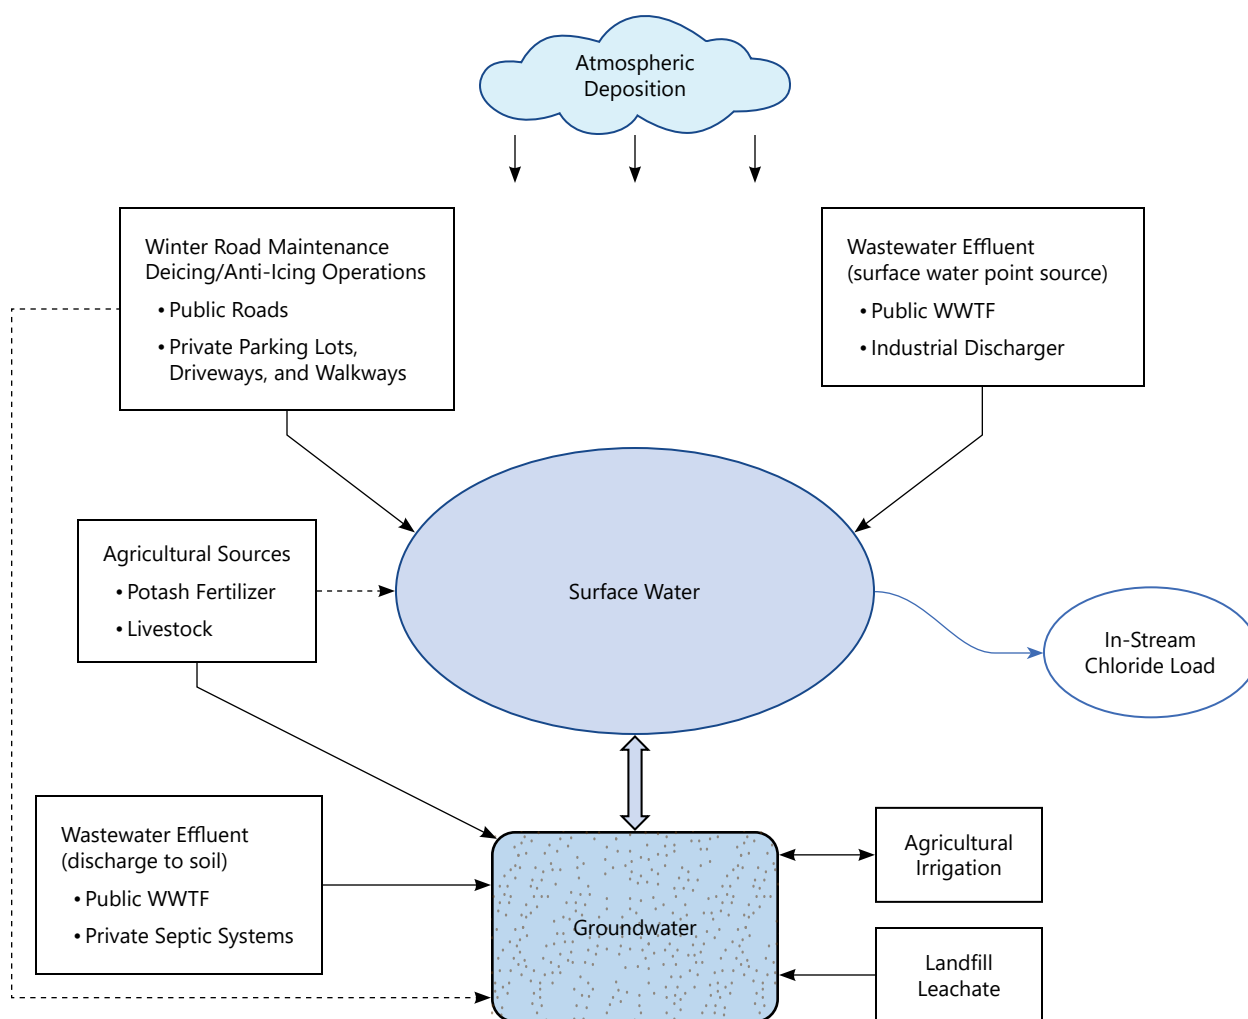 Atmospheric
Deposition
Winter Road Maintenance
Deicing/Anti-Icing Operations
• Public Roads
• Private Parking Lots,
Driveways, and Walkways
Wastewater Effluent
(surface water point source)
• Public WWTF
• Industrial Discharger
Agricultural Sources
• Potash Fertilizer
• Livestock
Surface Water
In-Stream
Chloride Load
Wastewater Effluent
(discharge to soil)
• Public WWTF
• Private Septic Systems
Groundwater
Agricultural
Irrigation
Landfill
Leachate